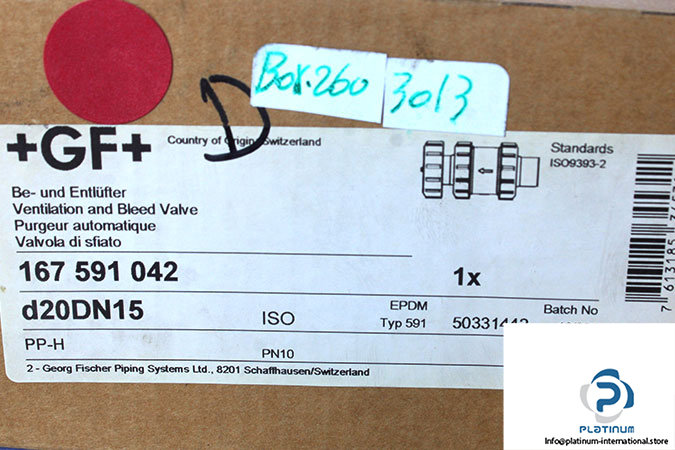 Box.260
3013
D
+GF+
Country of Origin Switzerland
Standards
ISO9393-2
Be- und Entlüfter
Ventilation and Bleed Valve
Purgeur automatique
Valvola di sfiato
167 591 042
1x
d20DN15
ISO
EPDM
Typ 591
50331442
Batch No
PP-H
PN10
2 - Georg Fischer Piping Systems Ltd., 8201 Schaffhausen/Switzerland
PLATINUM
Info@platinum-international.store